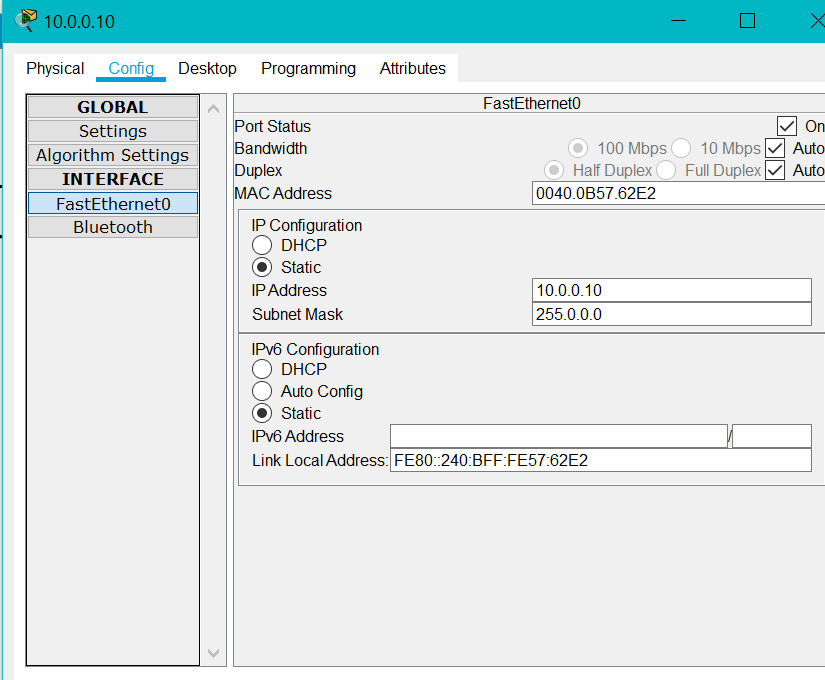 10.0.0.10
Physical Config Desktop Programming Attributes
GLOBAL
Settings
Algorithm Settings
INTERFACE
FastEthernet0
Bluetooth
FastEthernet0
Port Status On
Bandwidth 100 Mbps 10 Mbps Auto
Duplex Half Duplex Full Duplex Auto
MAC Address 0040.0B57.62E2
IP Configuration
DHCP
Static
IP Address 10.0.0.10
Subnet Mask 255.0.0.0
IPv6 Configuration
DHCP
Auto Config
Static
IPv6 Address /
Link Local Address: FE80::240:BFF:FE57:62E2